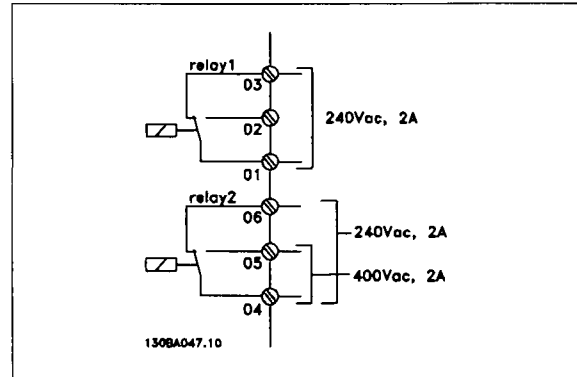 relay1
03
02
240Vac, 2A
01
relay2
06
240Vac, 2A
05
400Vac, 2A
04
130BA047.10